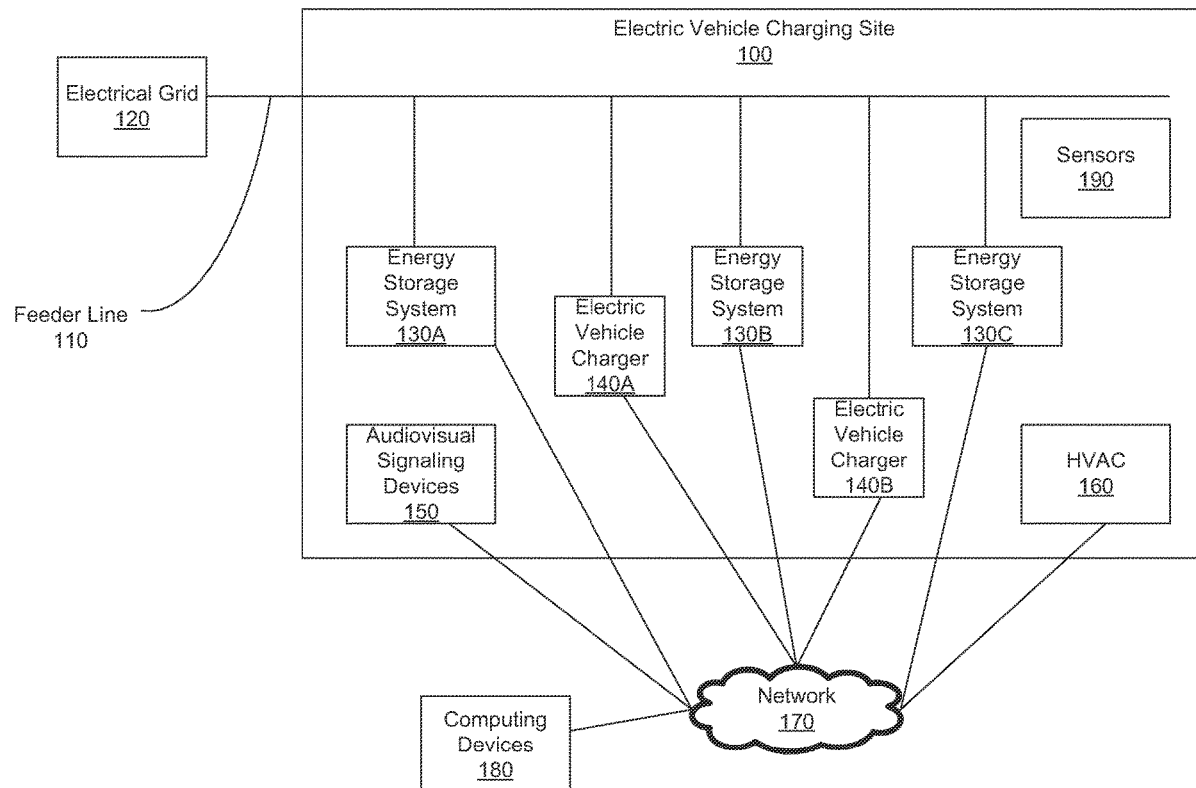 Electric Vehicle Charging Site
100
Electrical Grid
120
Sensors
190
Feeder Line
110
Energy
Storage
System
130A
Electric
Vehicle
Charger
140A
Energy
Storage
System
130B
Electric
Vehicle
Charger
140B
Energy
Storage
System
130C
Audiovisual
Signaling
Devices
150
HVAC
160
Network
170
Computing
Devices
180